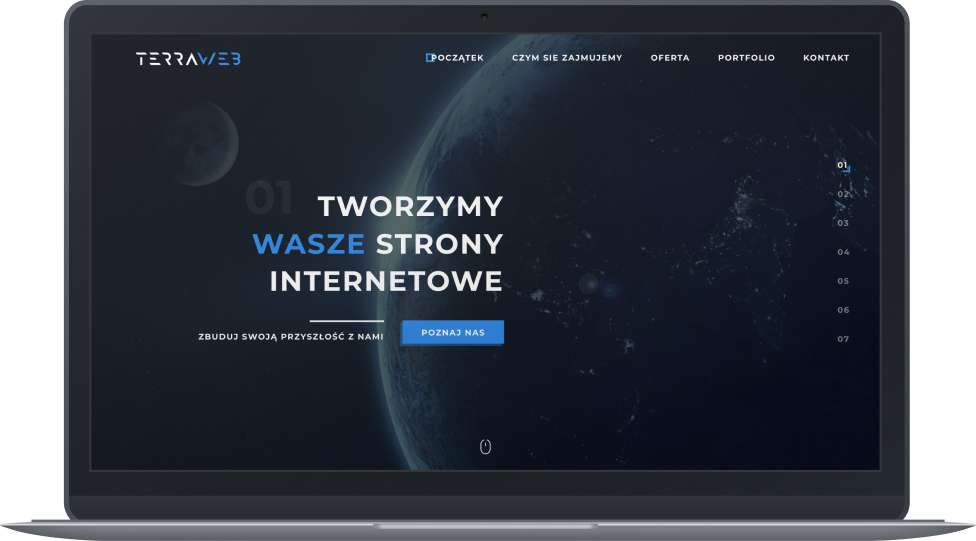 TERRAWEB
POCZĄTEK CZYM SIE ZAJMUJEMY OFERTA PORTFOLIO KONTAKT
01
TWORZYMY
WASZE STRONY
INTERNETOWE
ZBUDUJ SWOJĄ PRZYSZŁOŚĆ Z NAMI
POZNAJ NAS
01
02
03
04
05
06
07